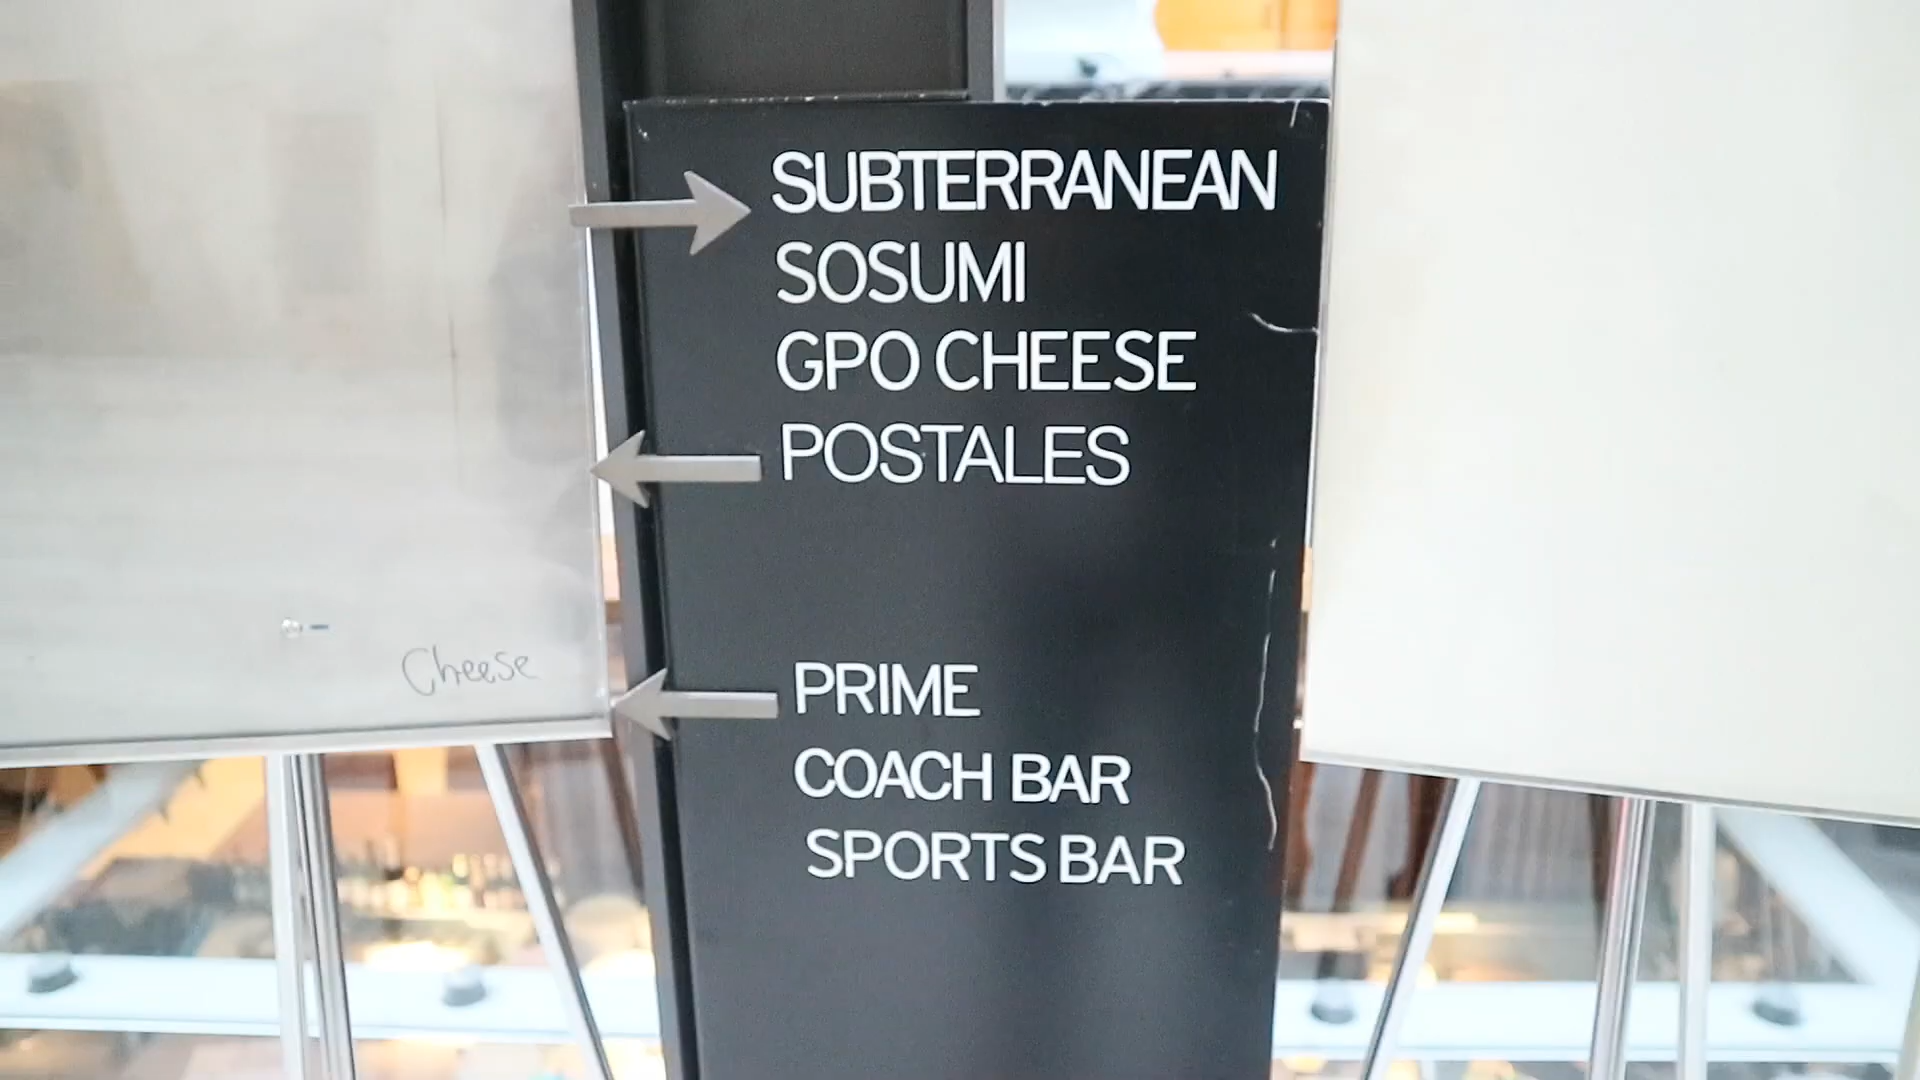 SUBTERRANEAN
SOSUMI
GPO CHEESE
POSTALES
Cheese
PRIME
COACH BAR
SPORTS BAR